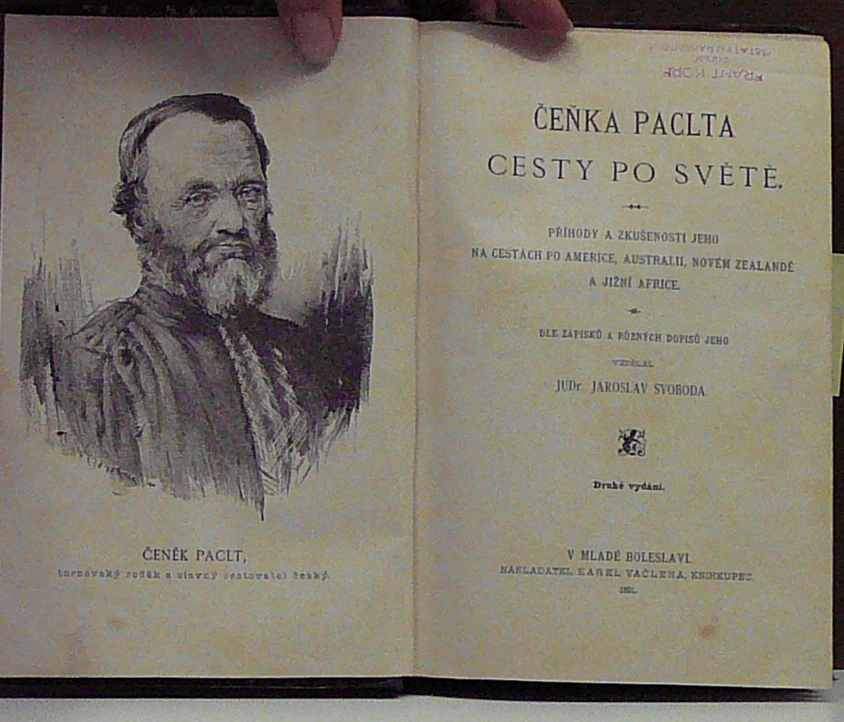 ČENĚK PACLT,
turnovský rodák a slavný cestovatel český.
ČEŇKA PACLTA
CESTY PO SVĚTĚ.
PŘÍHODY A ZKUŠENOSTI JEHO
NA CESTÁCH PO AMERICE, AUSTRALII, NOVÉM ZEALANDĚ
A JIŽNÍ AFRICE.
DLE ZÁPISKŮ A RŮZNÝCH DOPISŮ JEHO
VZDĚLAL
JUDr. JAROSLAV SVOBODA.
Druhé vydání.
V MLADÉ BOLESLAVI.
NAKLADATEL KAREL VAČLENA, KNIHKUPEC.